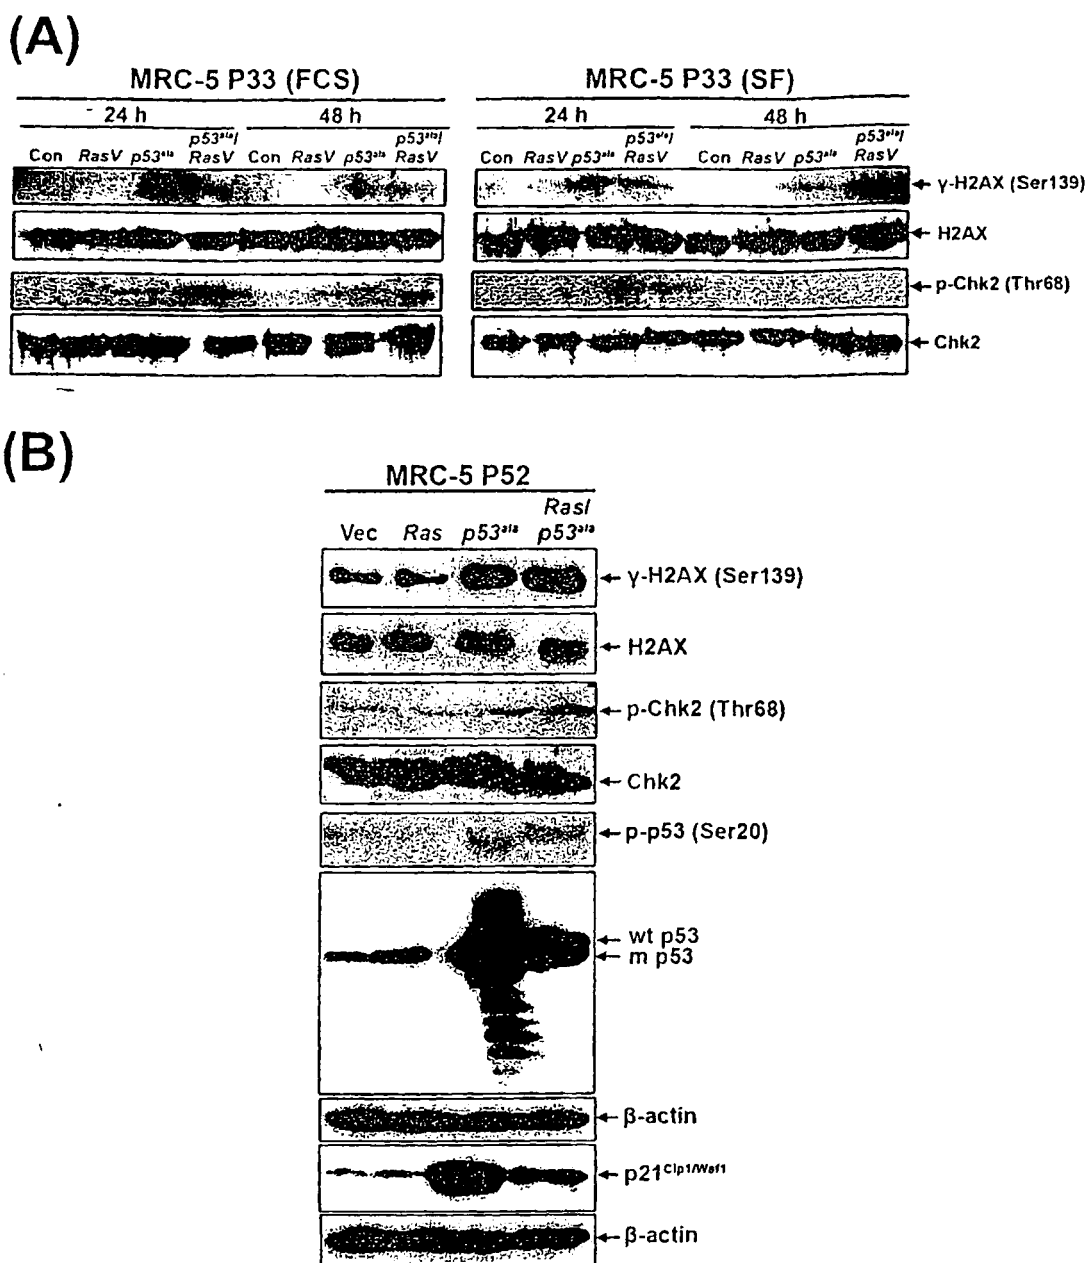 (A)
MRC-5 P33 (FCS)
24 h 48 h
Con RasV p53ala p53ala/ RasV Con RasV p53ala p53ala/ RasV
MRC-5 P33 (SF)
24 h 48 h
Con RasV p53ala p53ala/ RasV Con RasV p53ala p53ala/ RasV
γ-H2AX (Ser139)
H2AX
p-Chk2 (Thr68)
Chk2
(B)
MRC-5 P52
Vec Ras p53ala Ras/ p53ala
γ-H2AX (Ser139)
H2AX
p-Chk2 (Thr68)
Chk2
p-p53 (Ser20)
wt p53
m p53
β-actin
p21Cip1/Waf1
β-actin